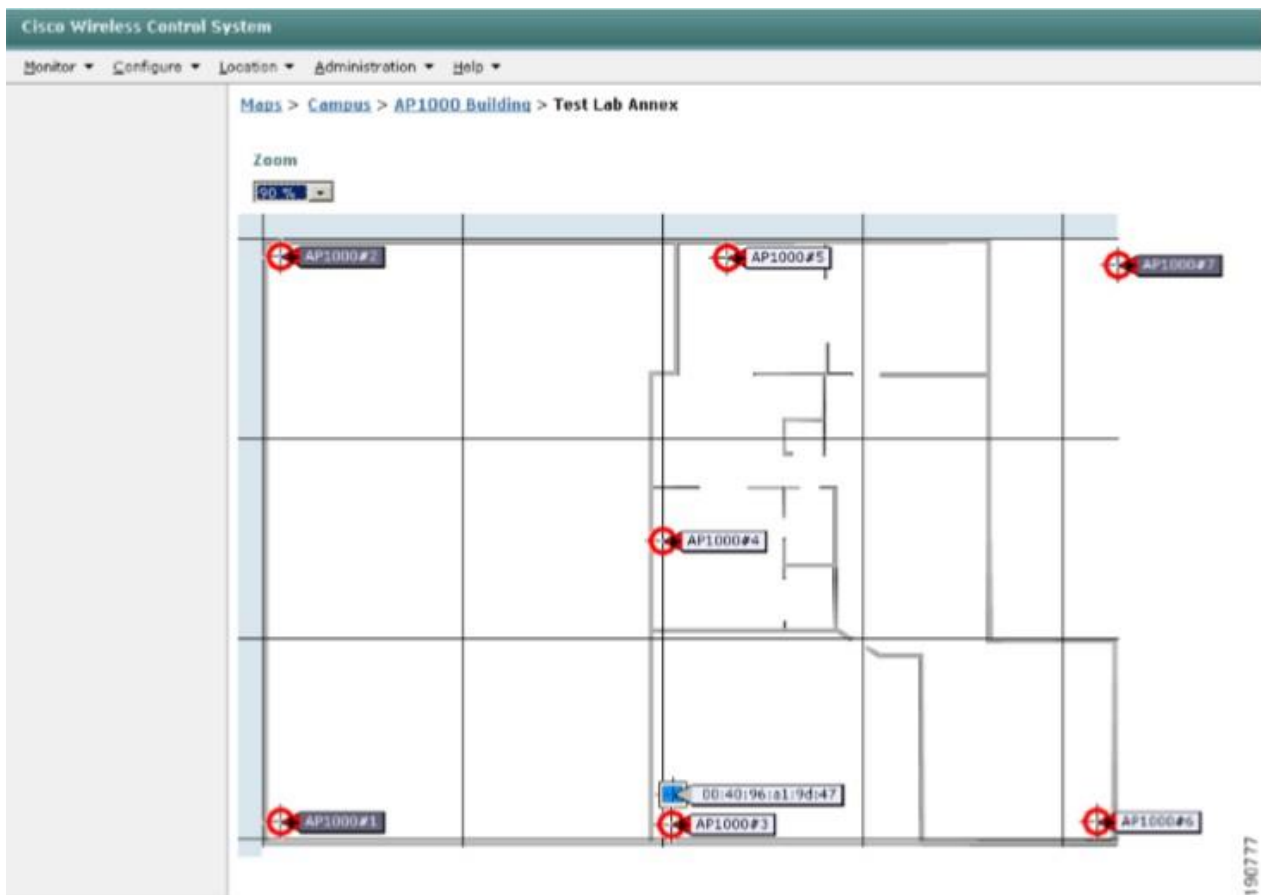 Cisco Wireless Control System
Monitor Configure Location Administration Help
Maps > Campus > AP1000 Building > Test Lab Annex
Zoom
90 %
AP1000#2
AP1000#5
AP1000#7
AP1000#4
00:40:96:a1:9d:47
AP1000#1
AP1000#3
AP1000#6
190777